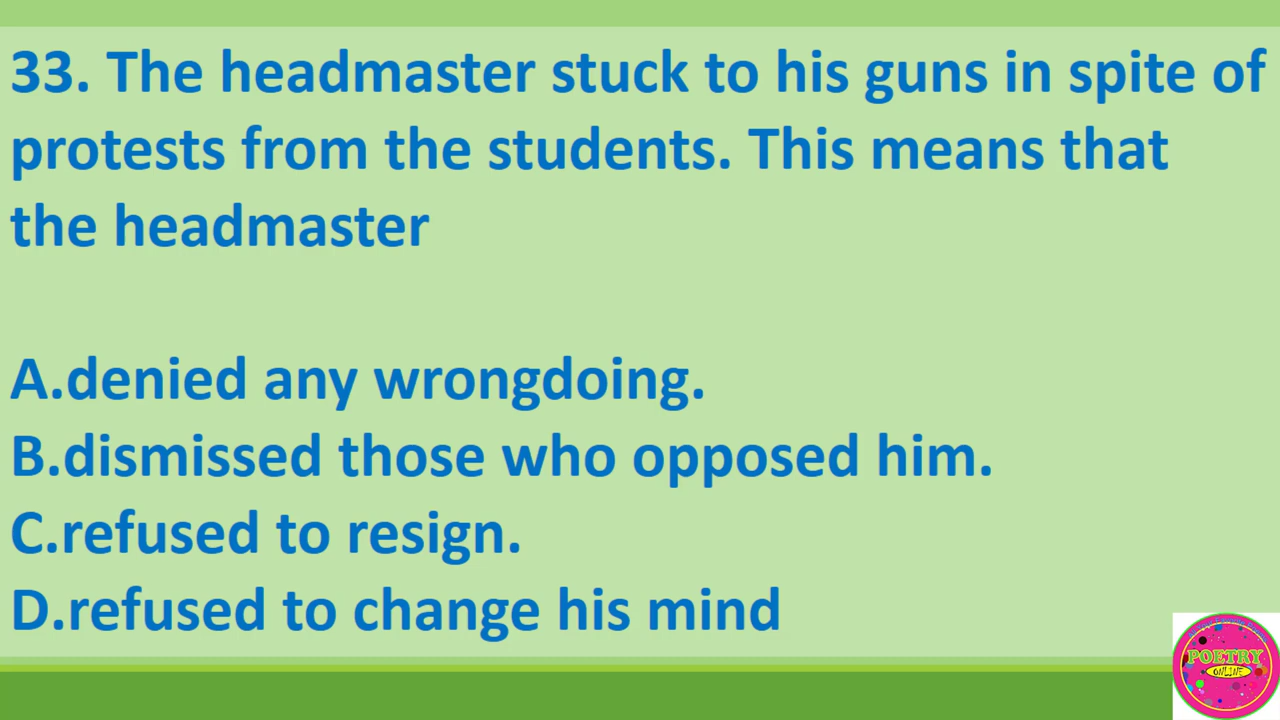 33. The headmaster stuck to his guns in spite of
protests from the students. This means that
the headmaster
A.denied any wrongdoing.
B.dismissed those who opposed him.
C.refused to resign.
D.refused to change his mind
POETRY
ONLINE